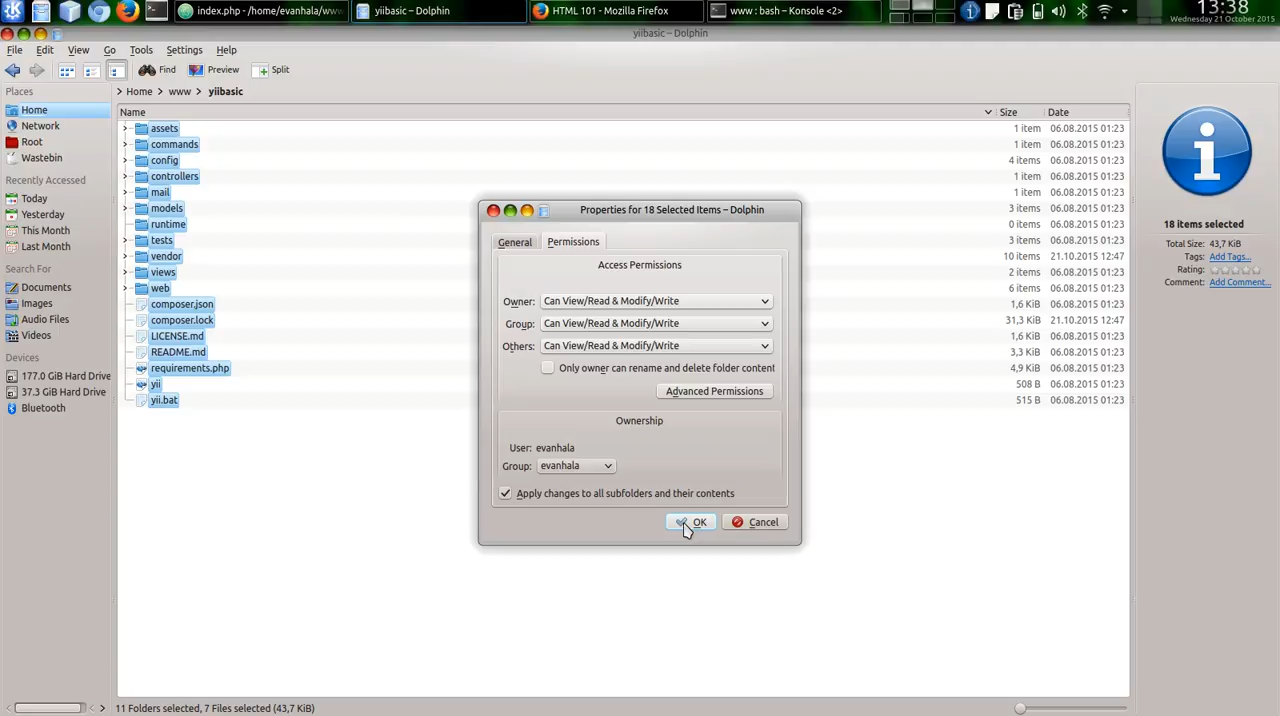 index.php - /home/evanhala/www
yiibasic – Dolphin
HTML 101 - Mozilla Firefox
www : bash – Konsole <2>
13:38
Wednesday 21 October 2015
yiibasic – Dolphin
File Edit View Go Tools Settings Help
Find Preview Split
Places
Home
Network
Root
Wastebin
Recently Accessed
Today
Yesterday
This Month
Last Month
Search For
Documents
Images
Audio Files
Videos
Devices
177.0 GiB Hard Drive
37.3 GiB Hard Drive
Bluetooth
> Home > www > yiibasic
Name Size Date
assets 1 item 06.08.2015 01:23
commands 1 item 06.08.2015 01:23
config 4 items 06.08.2015 01:23
controllers 1 item 06.08.2015 01:23
mail 1 item 06.08.2015 01:23
models 3 items 06.08.2015 01:23
runtime 0 items 06.08.2015 01:23
tests 3 items 06.08.2015 01:23
vendor 10 items 21.10.2015 12:47
views 2 items 06.08.2015 01:23
web 6 items 06.08.2015 01:23
composer.json 1,6 KiB 06.08.2015 01:23
composer.lock 31,3 KiB 21.10.2015 12:47
LICENSE.md 1,6 KiB 06.08.2015 01:23
README.md 3,3 KiB 06.08.2015 01:23
requirements.php 4,9 KiB 06.08.2015 01:23
yii 508 B 06.08.2015 01:23
yii.bat 515 B 06.08.2015 01:23
Properties for 18 Selected Items – Dolphin
General Permissions
Access Permissions
Owner: Can View/Read & Modify/Write
Group: Can View/Read & Modify/Write
Others: Can View/Read & Modify/Write
Only owner can rename and delete folder content
Advanced Permissions
Ownership
User: evanhala
Group: evanhala
Apply changes to all subfolders and their contents
OK Cancel
18 items selected
Total Size: 43,7 KiB
Tags: Add Tags...
Rating:
Comment: Add Comment...
11 Folders selected, 7 Files selected (43,7 KiB)